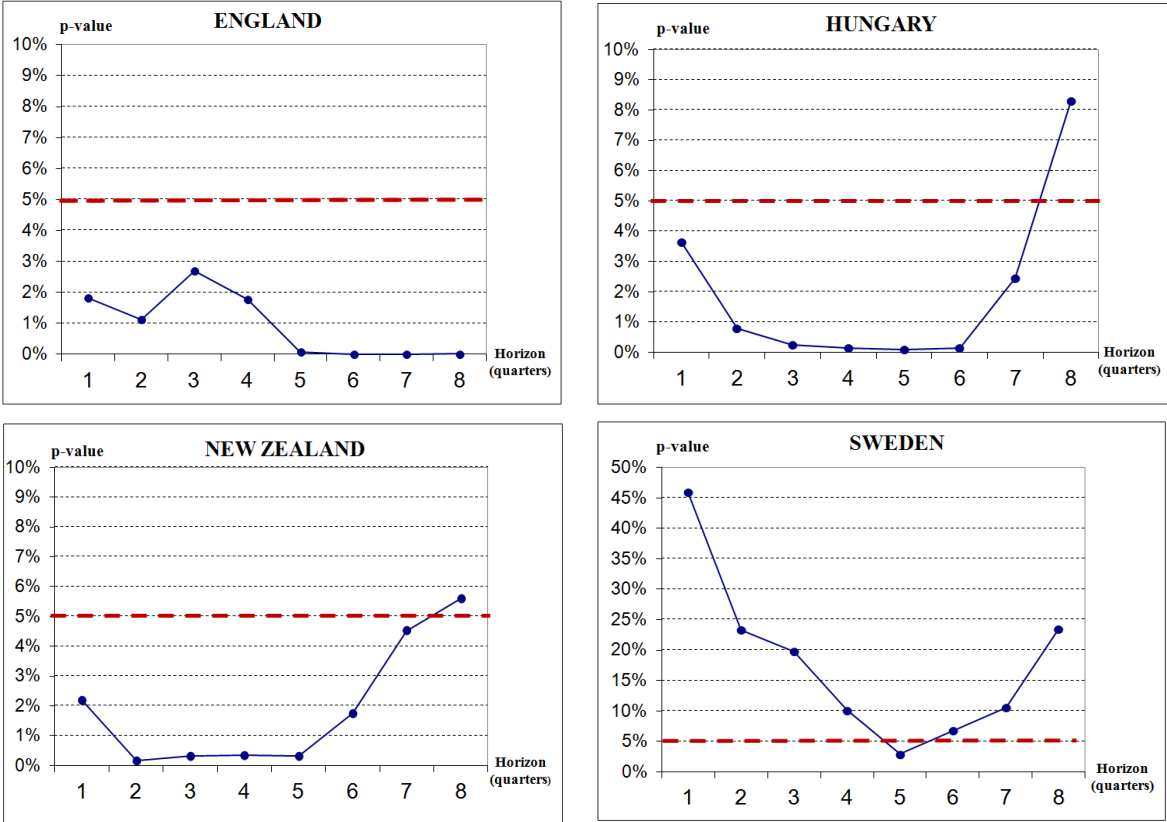 ENGLAND
p-value
10%
9%
8%
7%
6%
5%
4%
3%
2%
1%
0%
1 2 3 4 5 6 7 8
Horizon
(quarters)
HUNGARY
p-value
10%
9%
8%
7%
6%
5%
4%
3%
2%
1%
0%
1 2 3 4 5 6 7 8
Horizon
(quarters)
NEW ZEALAND
p-value
10%
9%
8%
7%
6%
5%
4%
3%
2%
1%
0%
1 2 3 4 5 6 7 8
Horizon
(quarters)
SWEDEN
p-value
50%
45%
40%
35%
30%
25%
20%
15%
10%
5%
0%
1 2 3 4 5 6 7 8
Horizon
(quarters)